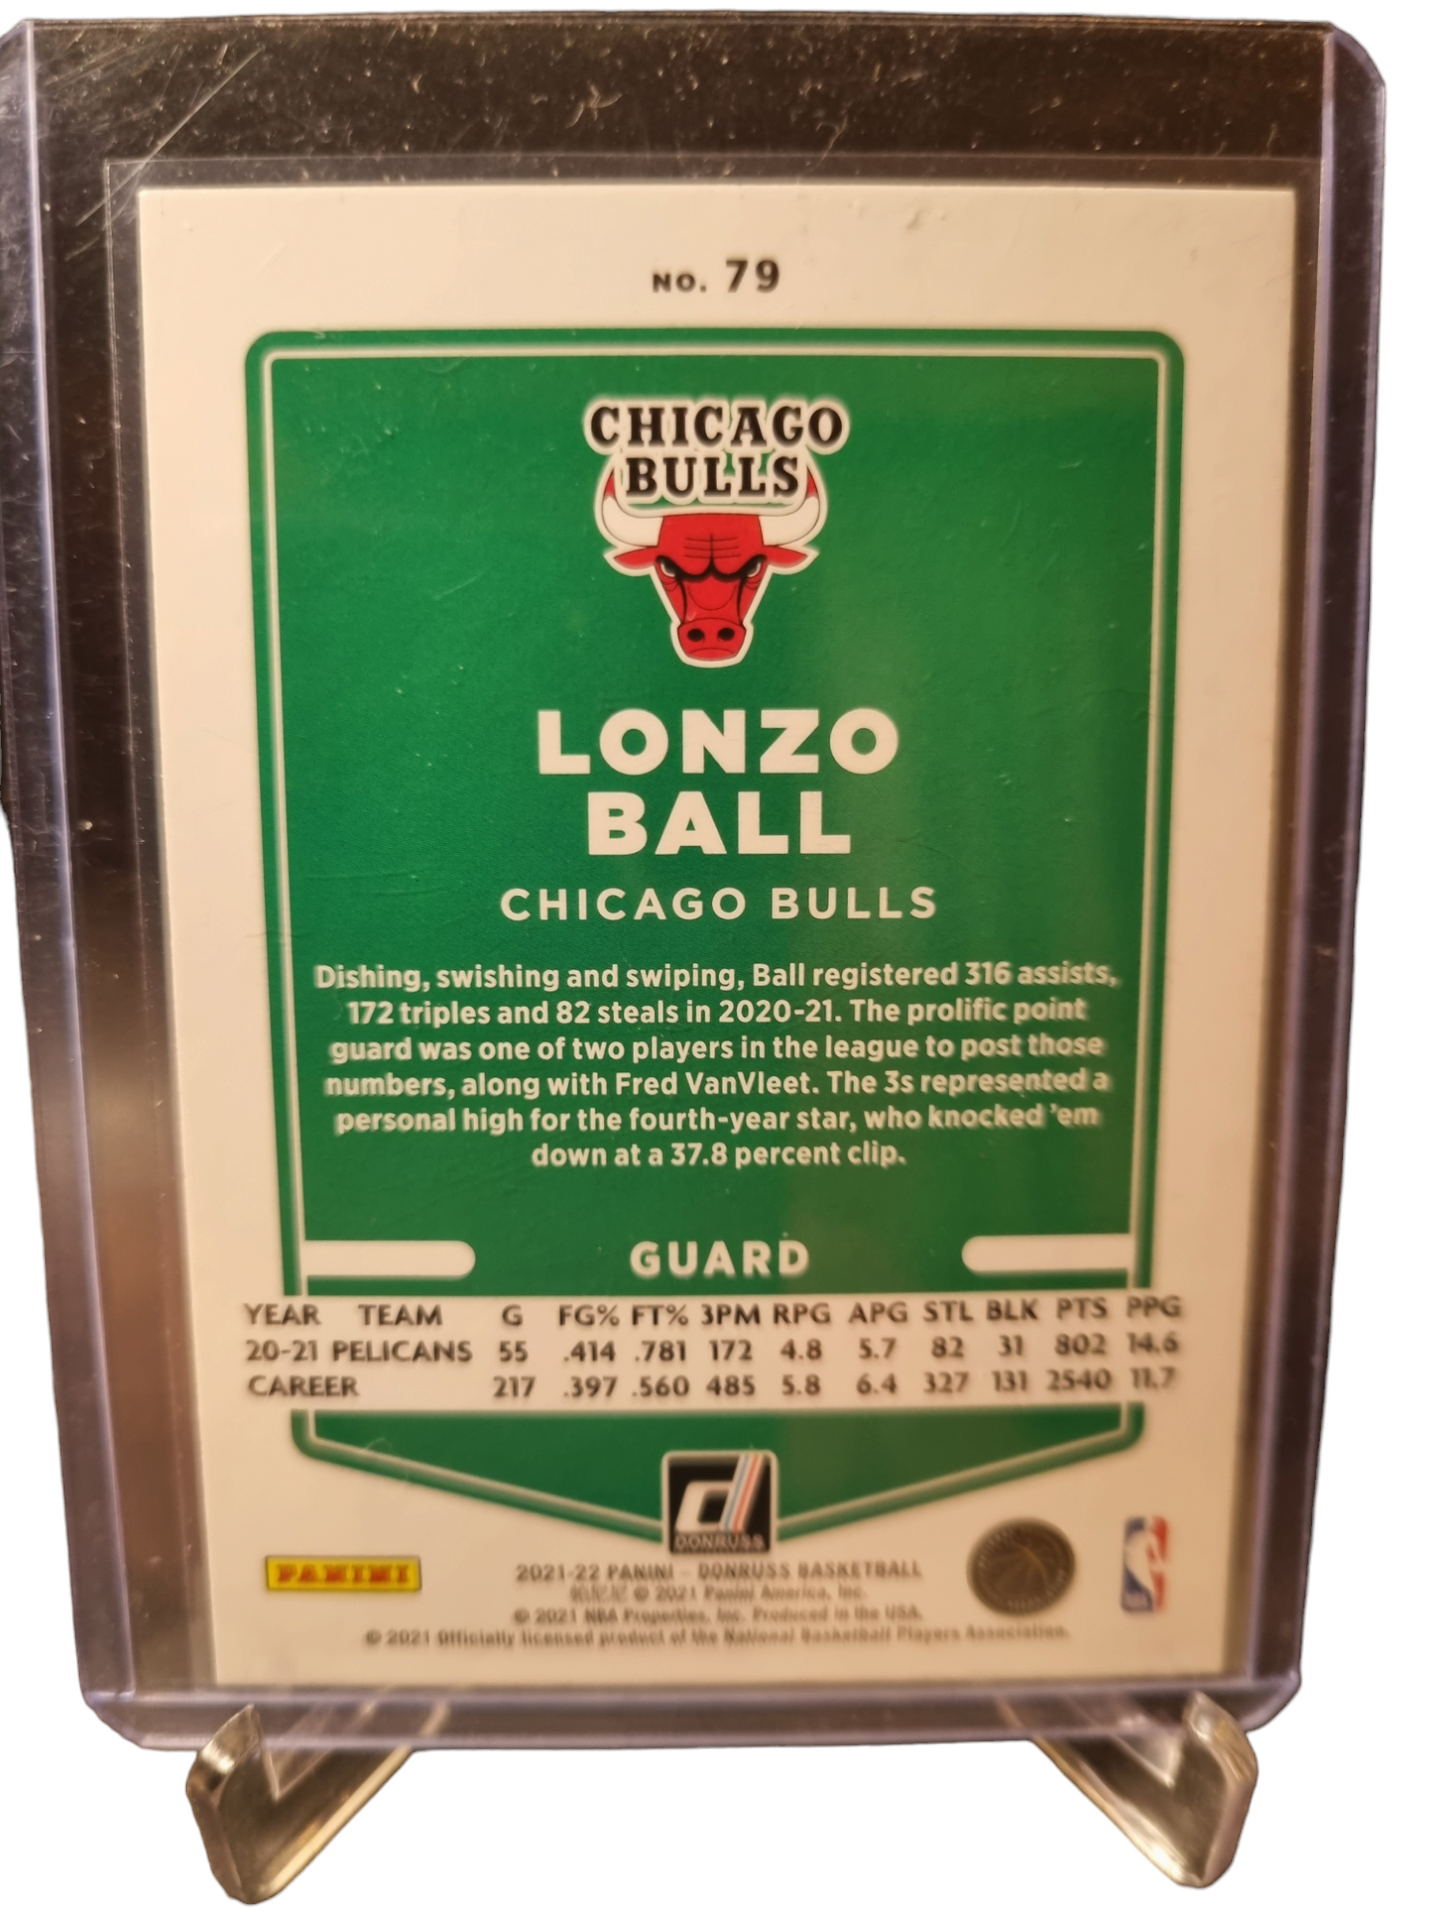 NO. 79
CHICAGO
BULLS
LONZO
BALL
CHICAGO BULLS
Dishing, swishing and swiping, Ball registered 316 assists,
172 triples and 82 steals in 2020-21. The prolific point
guard was one of two players in the league to post those
numbers, along with Fred VanVleet. The 3s represented a
personal high for the fourth-year star, who knocked 'em
down at a 37.8 percent clip.
GUARD
YEAR TEAM G FG% FT% 3PM RPG APG STL BLK PTS PPG
20-21 PELICANS 55 .414 .781 172 4.8 5.7 82 31 802 14.6
CAREER 217 .397 .560 485 5.8 6.4 327 131 2540 11.7
d
DONRUSS
PANINI
2021-22 PANINI - DONRUSS BASKETBALL
© 2021 Panini America, Inc.
© 2021 NBA Properties, Inc. Produced in the USA.
© 2021 Officially licensed product of the National Basketball Players Association.
NBA